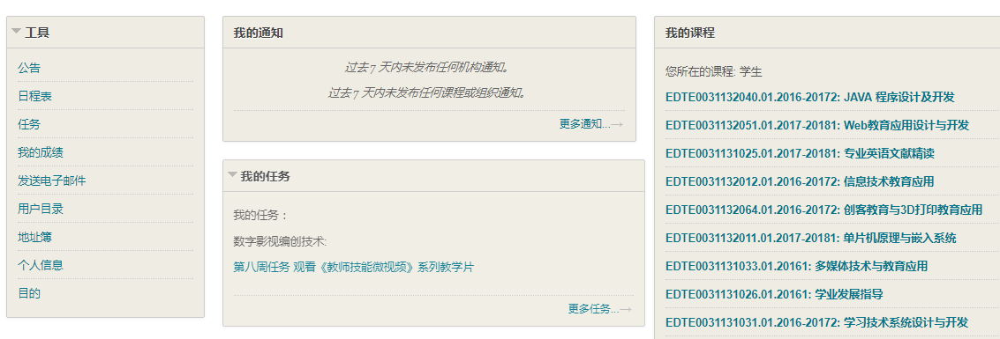 工具
公告
日程表
任务
我的成绩
发送电子邮件
用户目录
地址簿
个人信息
目的
我的通知
过去 7 天内未发布任何机构通知。
过去 7 天内未发布任何课程或组织通知。
更多通知...→
我的任务
我的任务：
数字影视编创技术:
第八周任务 观看《教师技能微视频》系列教学片
更多任务...→
我的课程
您所在的课程: 学生
EDTE0031132040.01.2016-20172: JAVA 程序设计及开发
EDTE0031132051.01.2017-20181: Web教育应用设计与开发
EDTE0031131025.01.2017-20181: 专业英语文献精读
EDTE0031132012.01.2016-20172: 信息技术教育应用
EDTE0031132064.01.2016-20172: 创客教育与3D打印教育应用
EDTE0031132011.01.2017-20181: 单片机原理与嵌入系统
EDTE0031131033.01.20161: 多媒体技术与教育应用
EDTE0031131026.01.20161: 学业发展指导
EDTE0031131031.01.2016-20172: 学习技术系统设计与开发